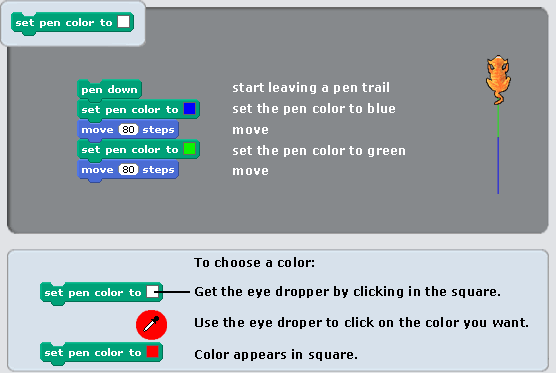 set pen color to
pen down
start leaving a pen trail
set pen color to
set the pen color to blue
move 80 steps
move
set pen color to
set the pen color to green
move 80 steps
move
To choose a color:
set pen color to
Get the eye dropper by clicking in the square.
Use the eye droper to click on the color you want.
set pen color to
Color appears in square.